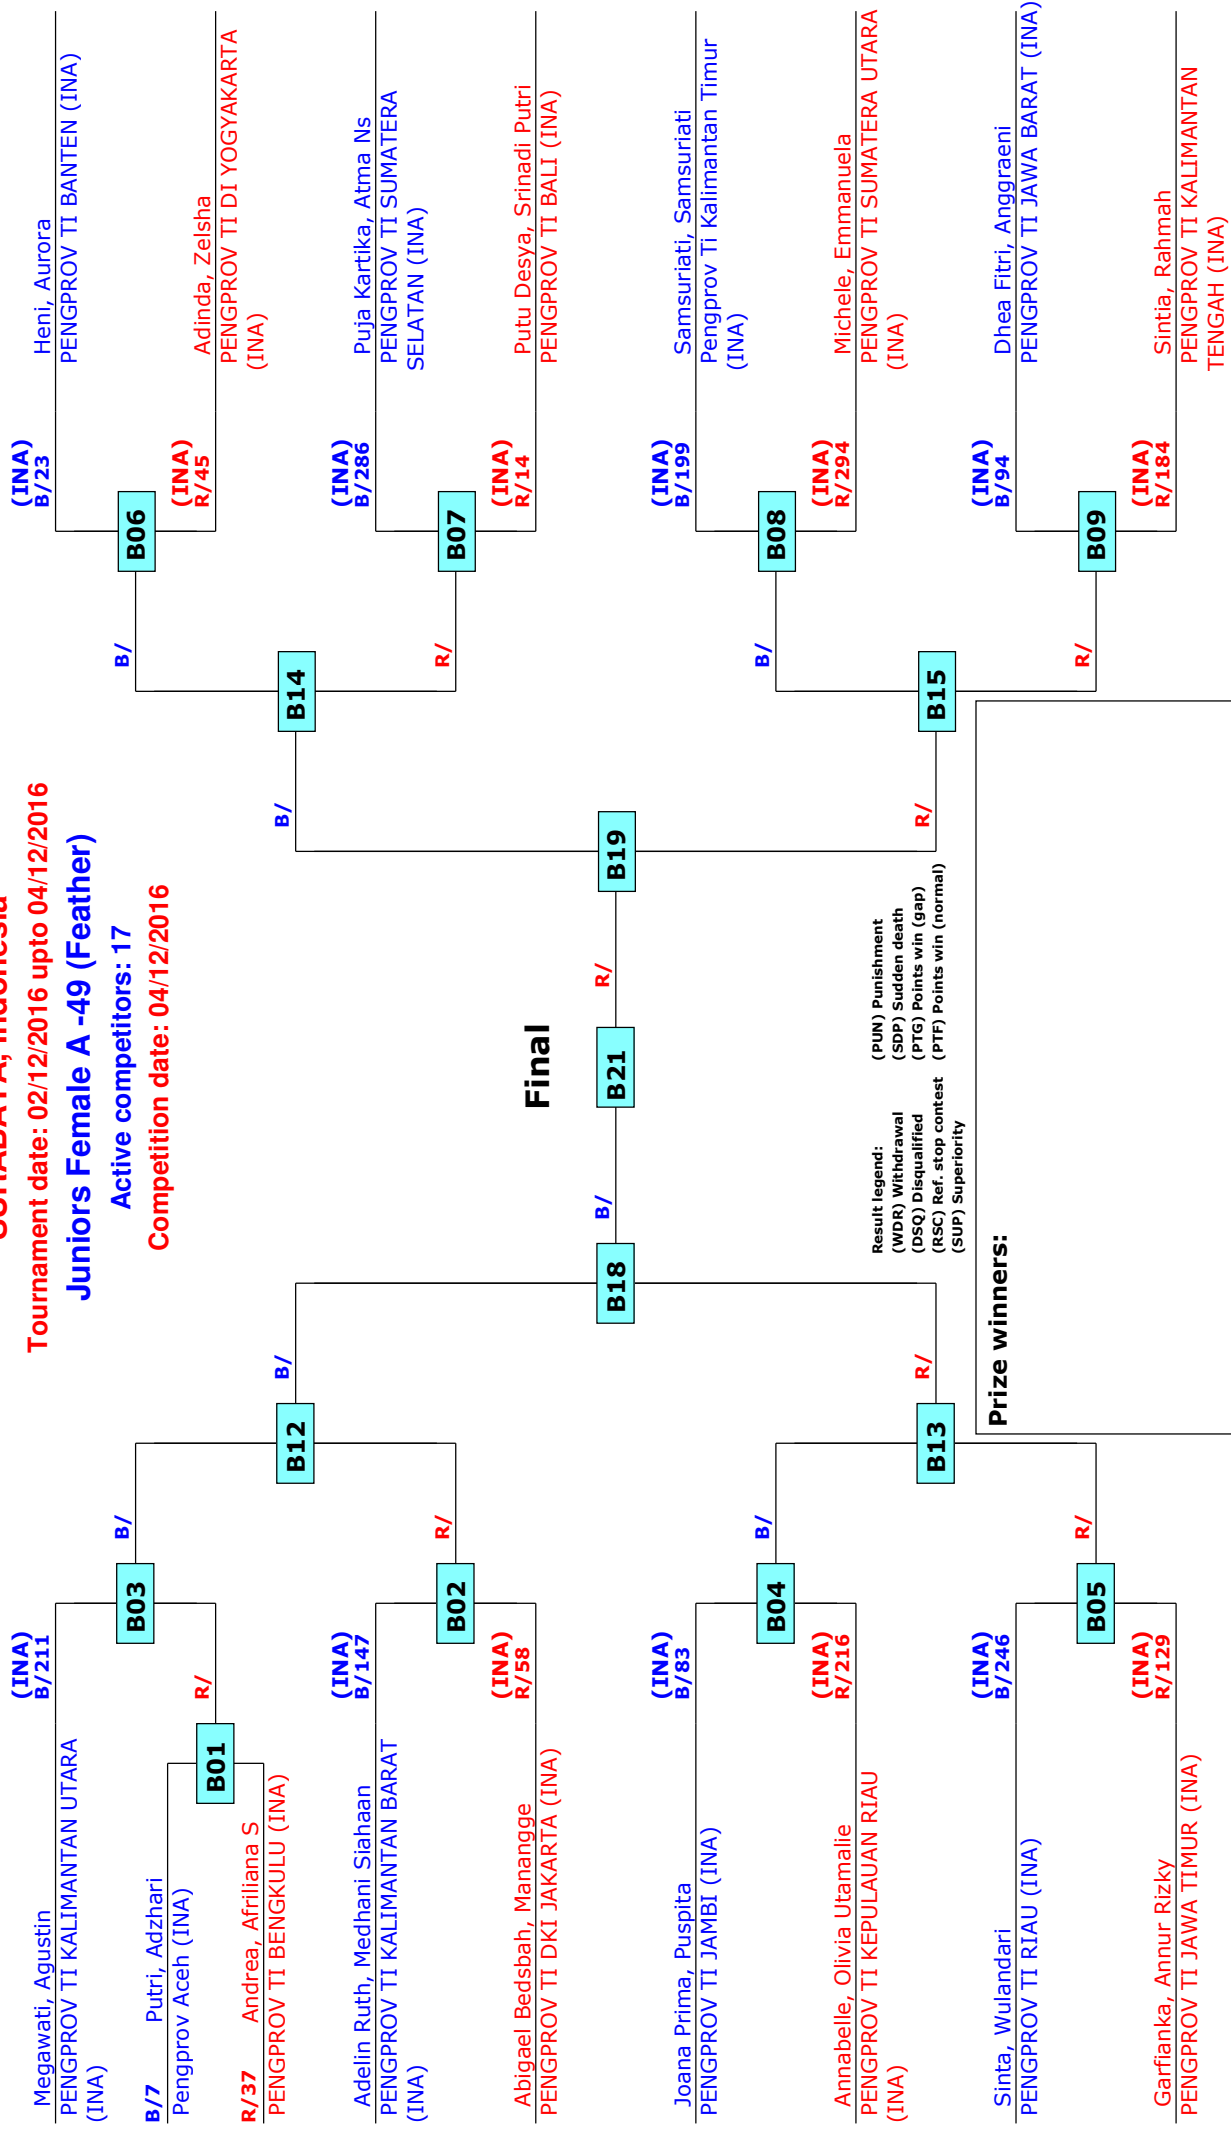 SURABAYA, Indonesia
Tournament date: 02/12/2016 upto 04/12/2016
Juniors Female A -49 (Feather)
Active competitors: 17
Competition date: 04/12/2016
Megawati, Agustin
PENGPROV TI KALIMANTAN UTARA
(INA)
(INA)
B/211
B/7
Putri, Adzhari
Pengprov Aceh (INA)
R/37
Andrea, Afriliana S
PENGPROV TI BENGKULU (INA)
B01
R/
B03
B/
Adelin Ruth, Medhani Siahaan
PENGPROV TI KALIMANTAN BARAT
(INA)
(INA)
B/147
Abigael Bedsbah, Manangge
PENGPROV TI DKI JAKARTA (INA)
(INA)
R/58
B02
R/
B12
B/
Joana Prima, Puspita
PENGPROV TI JAMBI (INA)
(INA)
B/83
Annabelle, Olivia Utamalie
PENGPROV TI KEPULAUAN RIAU
(INA)
(INA)
R/216
B04
B/
Sinta, Wulandari
PENGPROV TI RIAU (INA)
(INA)
B/246
Garfianka, Annur Rizky
PENGPROV TI JAWA TIMUR (INA)
(INA)
R/129
B05
R/
B13
R/
B18
B/
Final
B21
R/
B19
B/
B14
B/
B06
(INA)
B/23
Heni, Aurora
PENGPROV TI BANTEN (INA)
(INA)
R/45
Adinda, Zelsha
PENGPROV TI DI YOGYAKARTA
(INA)
R/
B07
(INA)
B/286
Puja Kartika, Atma Ns
PENGPROV TI SUMATERA
SELATAN (INA)
(INA)
R/14
Putu Desya, Srinadi Putri
PENGPROV TI BALI (INA)
R/
B15
B/
B08
(INA)
B/199
Samsuriati, Samsuriati
Pengprov Ti Kalimantan Timur
(INA)
(INA)
R/294
Michele, Emmanuela
PENGPROV TI SUMATERA UTARA
(INA)
R/
B09
(INA)
B/94
Dhea Fitri, Anggraeni
PENGPROV TI JAWA BARAT (INA)
(INA)
R/184
Sintia, Rahmah
PENGPROV TI KALIMANTAN
TENGAH (INA)
Result legend:
(WDR) Withdrawal
(DSQ) Disqualified
(RSC) Ref. stop contest
(SUP) Superiority
(PUN) Punishment
(SDP) Sudden death
(PTG) Points win (gap)
(PTF) Points win (normal)
Prize winners: